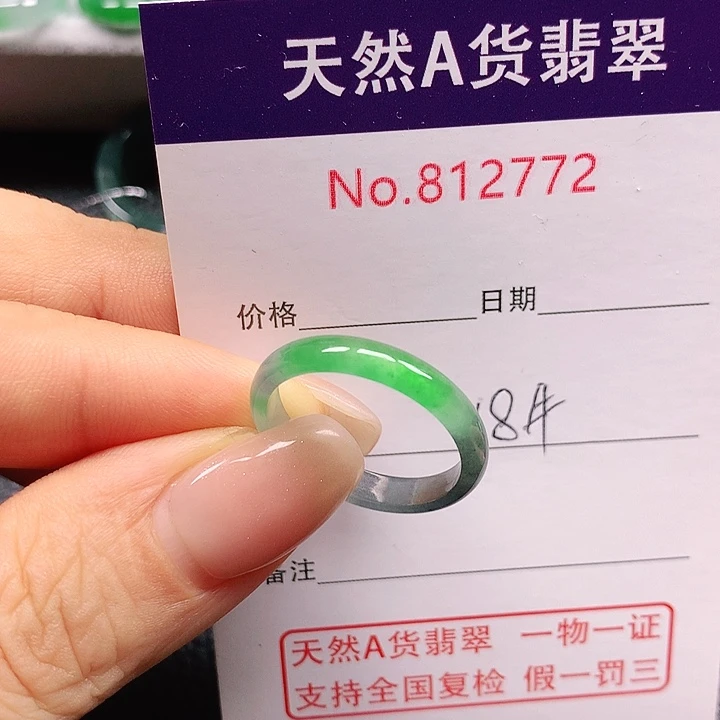 天然A货翡翠
No.812772
价格 日期
18#
备注
天然A货翡翠 一物一证
支持全国复检 假一罚三